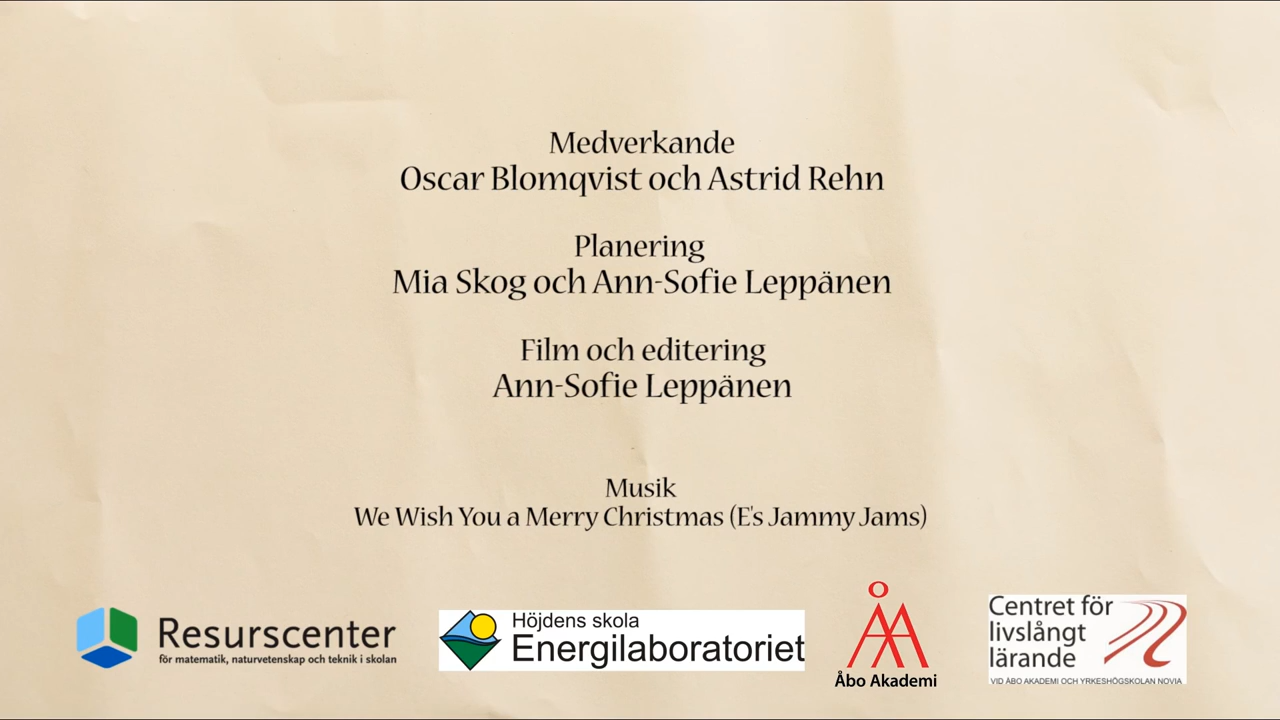 Medverkande
Oscar Blomqvist och Astrid Rehn
Planering
Mia Skog och Ann-Sofie Leppänen
Film och editering
Ann-Sofie Leppänen
Musik
We Wish You a Merry Christmas (E's Jammy Jams)
Resurscenter
för matematik, naturvetenskap och teknik i skolan
Höjdens skola
Energilaboratoriet
Åbo Akademi
Centret för
livslångt
lärande
VID ÅBO AKADEMI OCH YRKESHÖGSKOLAN NOVIA